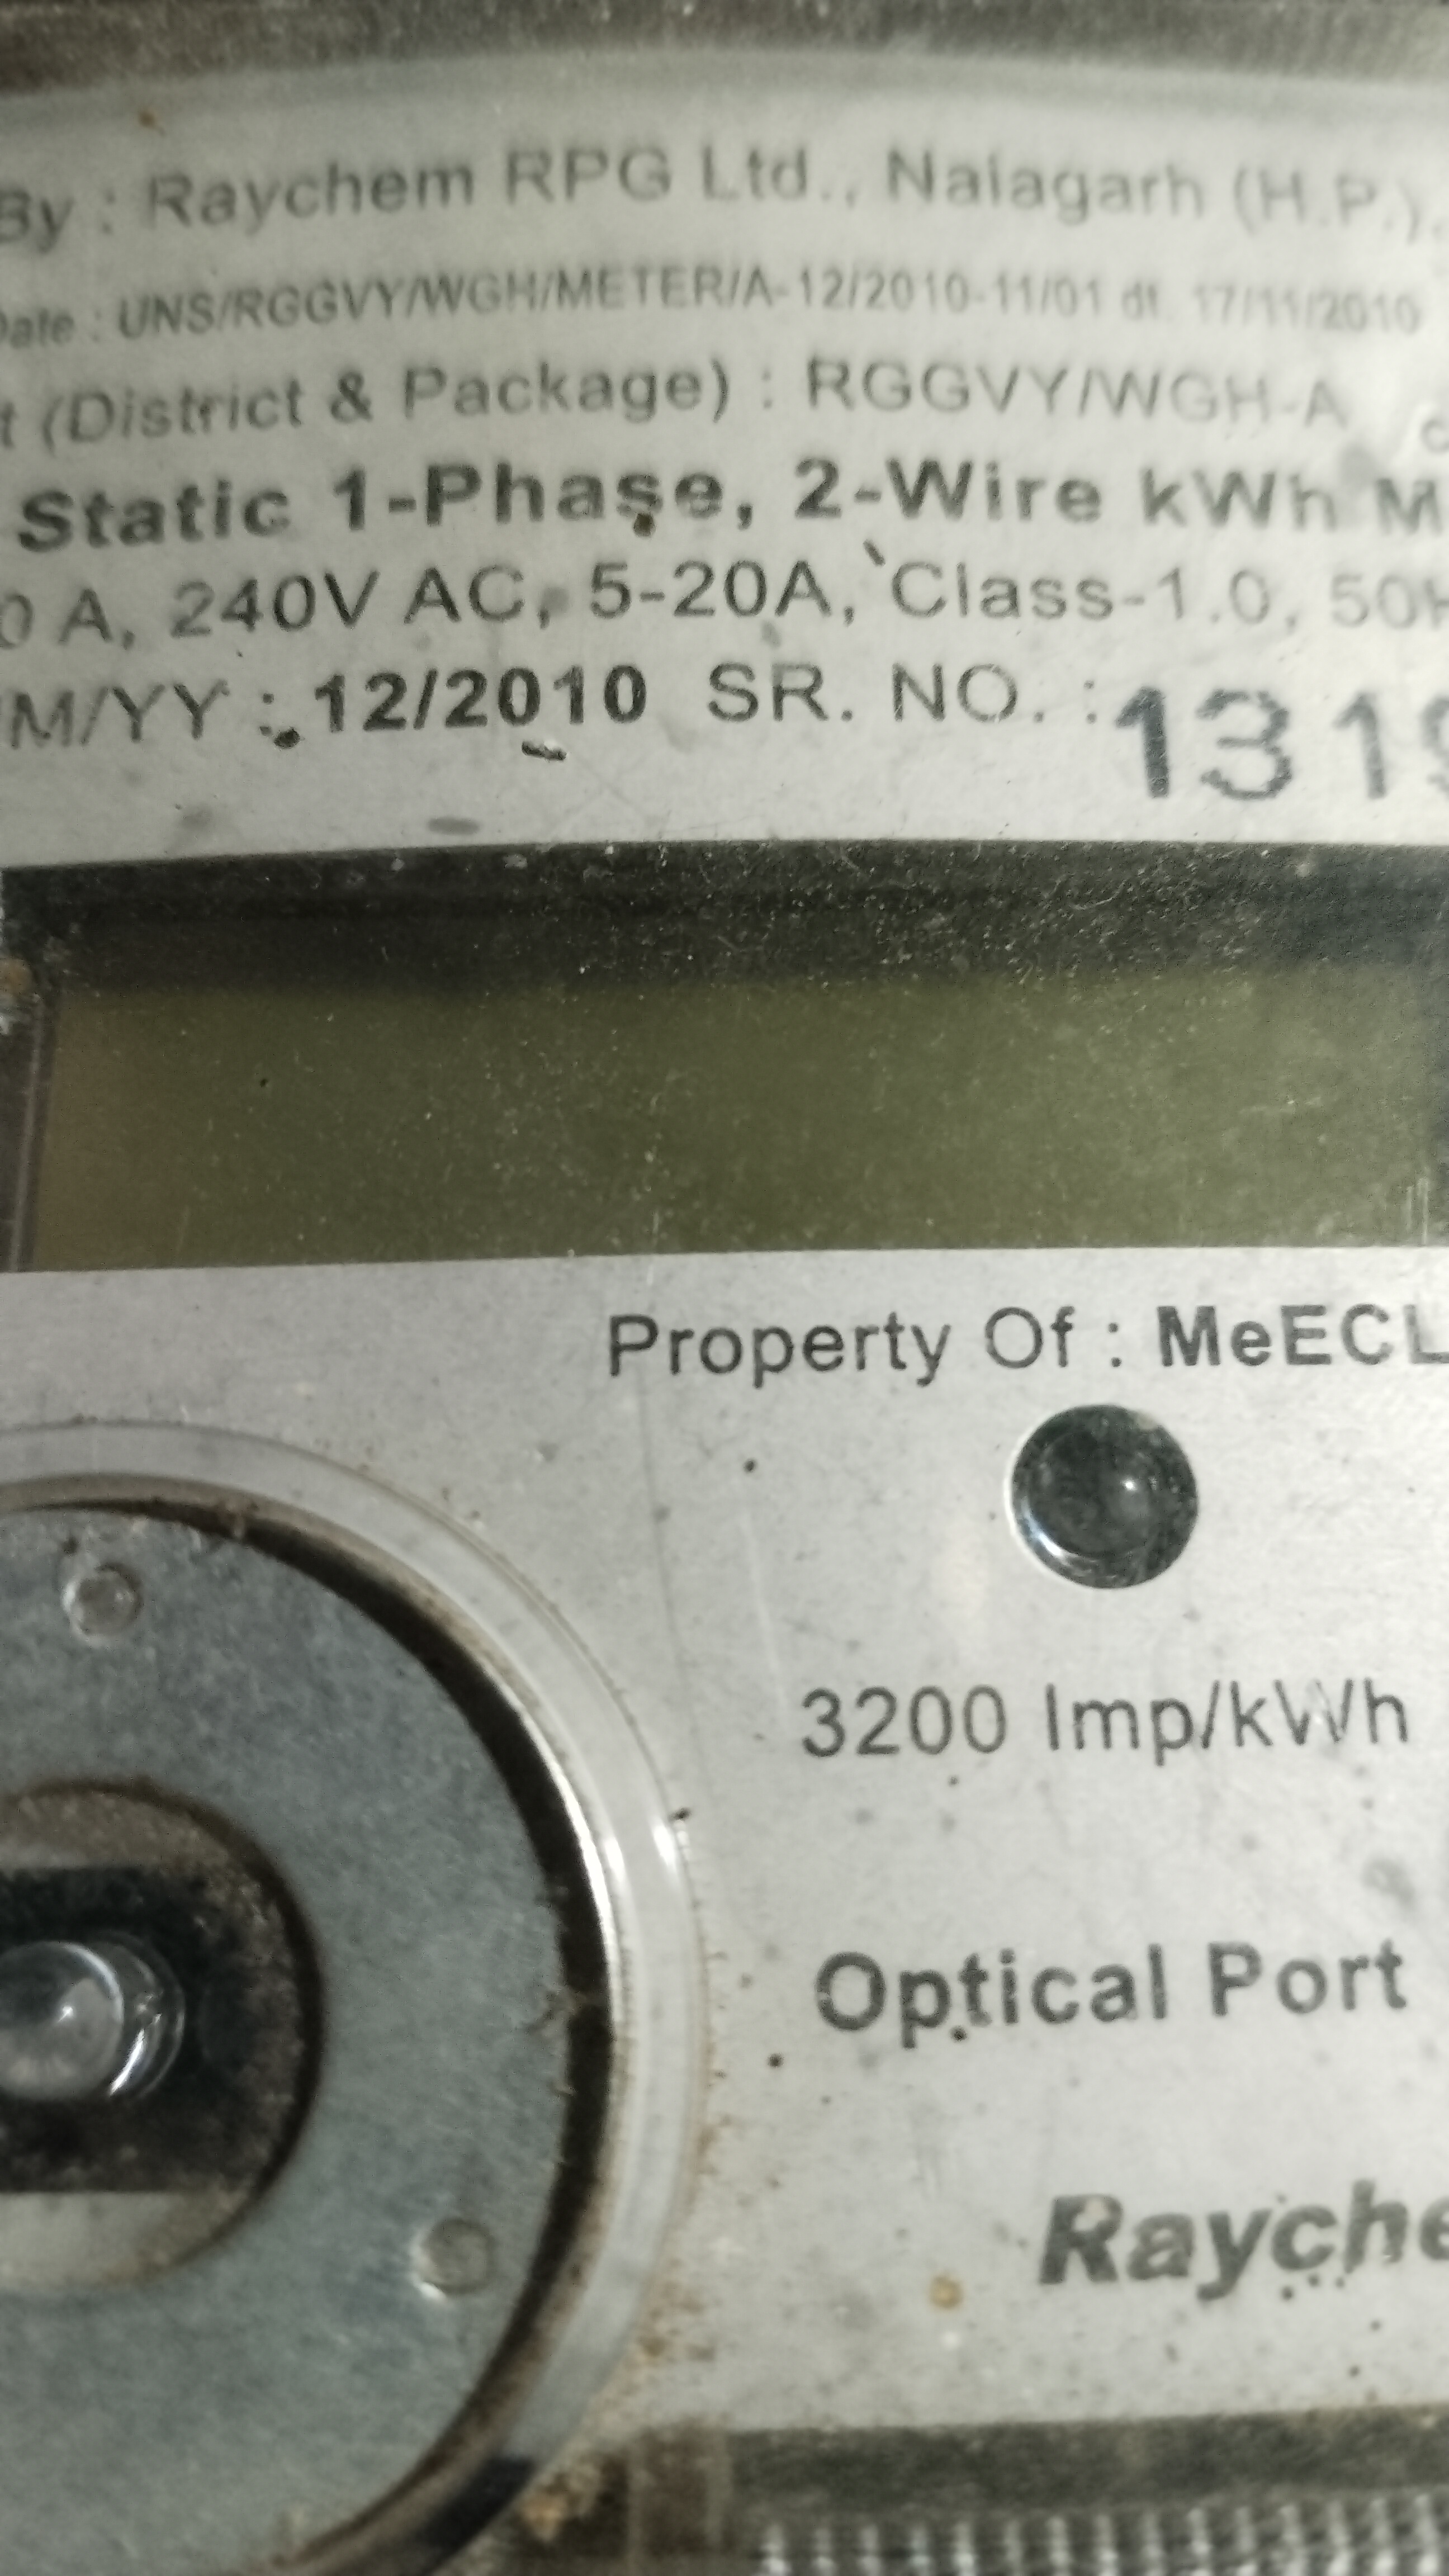 By : Raychem RPG Ltd., Nalagarh (H.P.),
Date : UNS/RGGVY/WGH/METER/A-12/2010-11/01 dt. 17/11/2010
t (District & Package) : RGGVY/WGH-A
Static 1-Phase, 2-Wire kWh M
0 A, 240V AC, 5-20A, Class-1.0, 50H
M/YY : 12/2010 SR. NO. : 1319
Property Of : MeECL
3200 Imp/kWh
Optical Port
Rayche